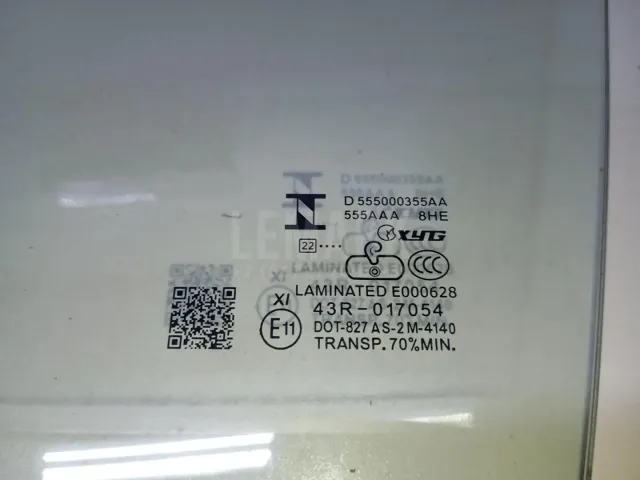 D 555000355AA
555AAA 8HE
22 .....
XYG
CCC
LAMINATED E000628
XI
43R-017054
E11
DOT-827 AS-2 M-4140
TRANSP. 70%MIN.